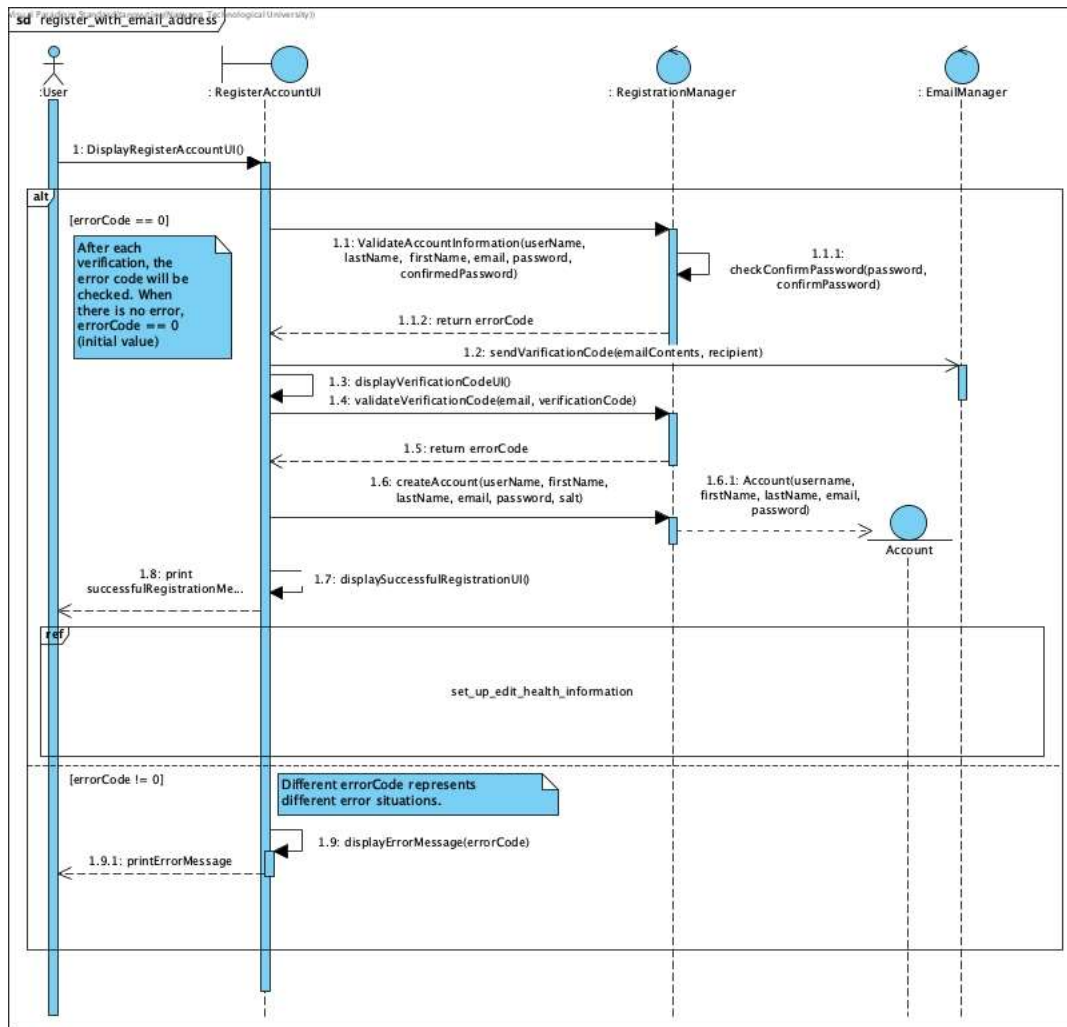 sd register_with_email_address
:User
: RegisterAccountUI
: RegistrationManager
: EmailManager
1: DisplayRegisterAccountUI()
alt
[errorCode == 0]
After each
verification, the
error code will be
checked. When
there is no error,
errorCode == 0
(initial value)
1.1: ValidateAccountInformation(userName,
lastName, firstName, email, password,
confirmedPassword)
1.1.1:
checkConfirmPassword(password,
confirmPassword)
1.1.2: return errorCode
1.2: sendVarificationCode(emailContents, recipient)
1.3: displayVerificationCodeUI()
1.4: validateVerificationCode(email, verificationCode)
1.5: return errorCode
1.6: createAccount(userName, firstName,
lastName, email, password, salt)
1.6.1: Account(username,
firstName, lastName, email,
password)
Account
1.7: displaySuccessfulRegistrationUI()
1.8: print
successfulRegistrationMe...
ref
set_up_edit_health_information
[errorCode != 0]
Different errorCode represents
different error situations.
1.9: displayErrorMessage(errorCode)
1.9.1: printErrorMessage